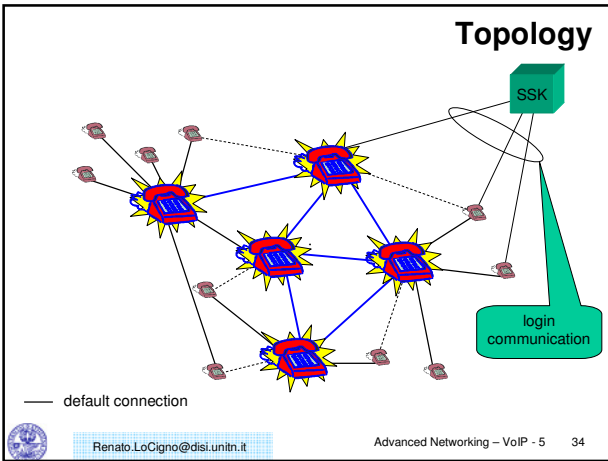 Topology
SSK
login
communication
default connection
Renato.LoCigno@disi.unitn.it
Advanced Networking – VoIP - 5 34